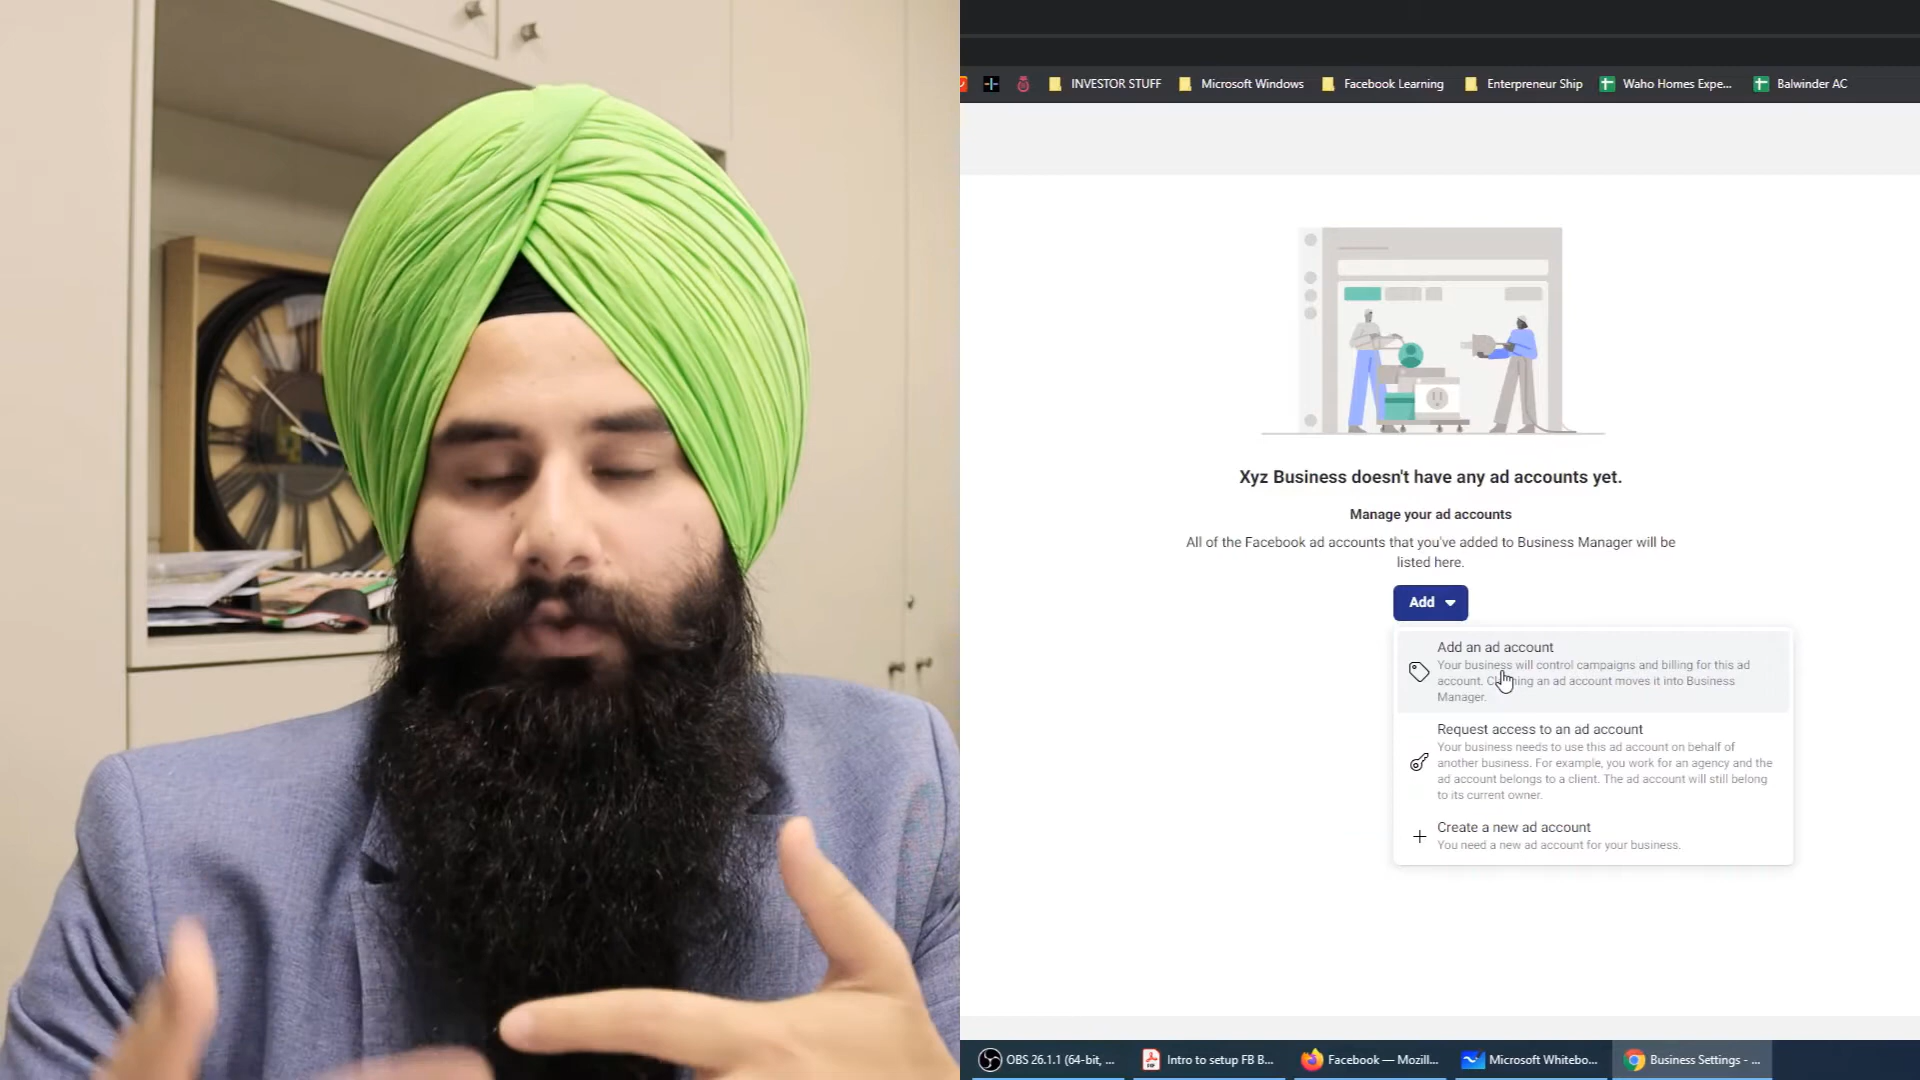 INVESTOR STUFF
Microsoft Windows
Facebook Learning
Enterpreneur Ship
Waho Homes Expe...
Balwinder AC
Xyz Business doesn't have any ad accounts yet.
Manage your ad accounts
All of the Facebook ad accounts that you've added to Business Manager will be
listed here.
Add
Add an ad account
Your business will control campaigns and billing for this ad
account. Cl ning an ad account moves it into Business
Manager.
Request access to an ad account
Your business needs to use this ad account on behalf of
another business. For example, you work for an agency and the
ad account belongs to a client. The ad account will still belong
to its current owner.
Create a new ad account
You need a new ad account for your business.
OBS 26.1.1 (64-bit, ...
Intro to setup FB B...
Facebook — Mozill...
Microsoft Whitebo...
Business Settings - ...